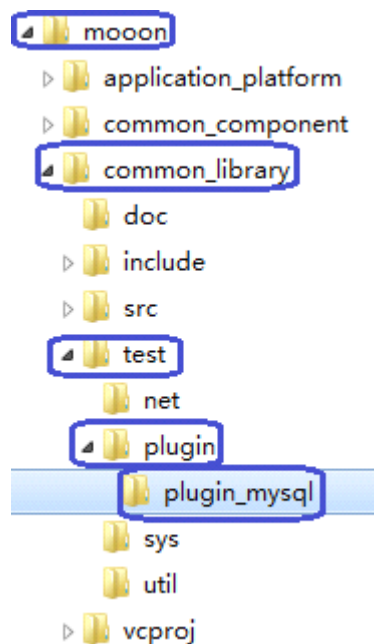 mooon
application_platform
common_component
common_library
doc
include
src
test
net
plugin
plugin_mysql
sys
util
vcproj